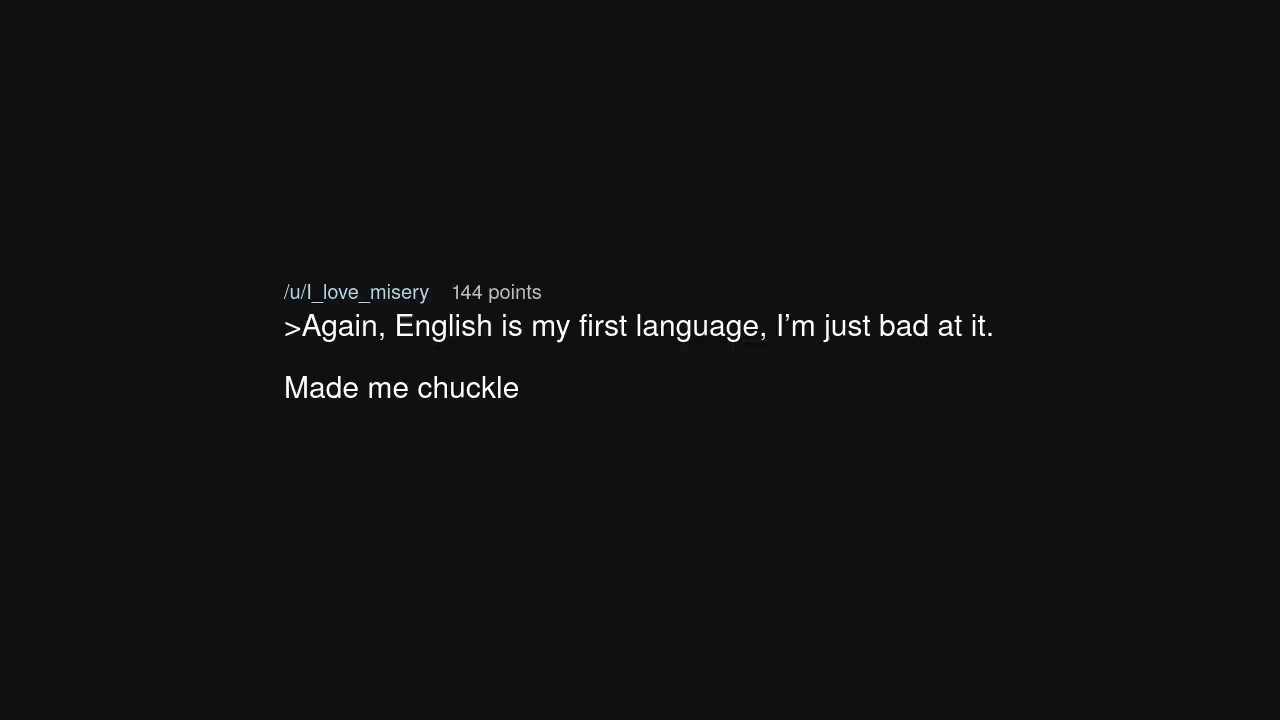 /u/I_love_misery 144 points
>Again, English is my first language, I’m just bad at it.
Made me chuckle